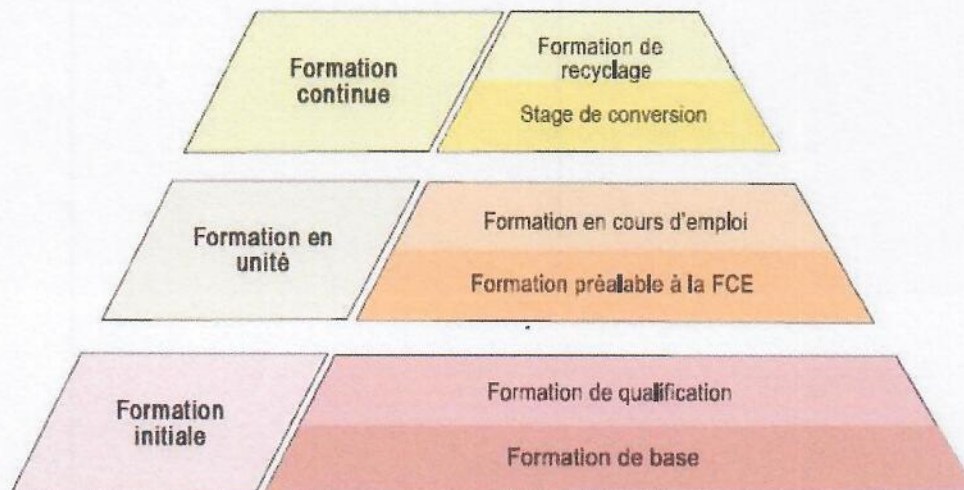 Formation
continue
Formation de
recyclage
Stage de conversion
Formation en
unité
Formation en cours d'emploi
Formation préalable à la FCE
Formation
initiale
Formation de qualification
Formation de base